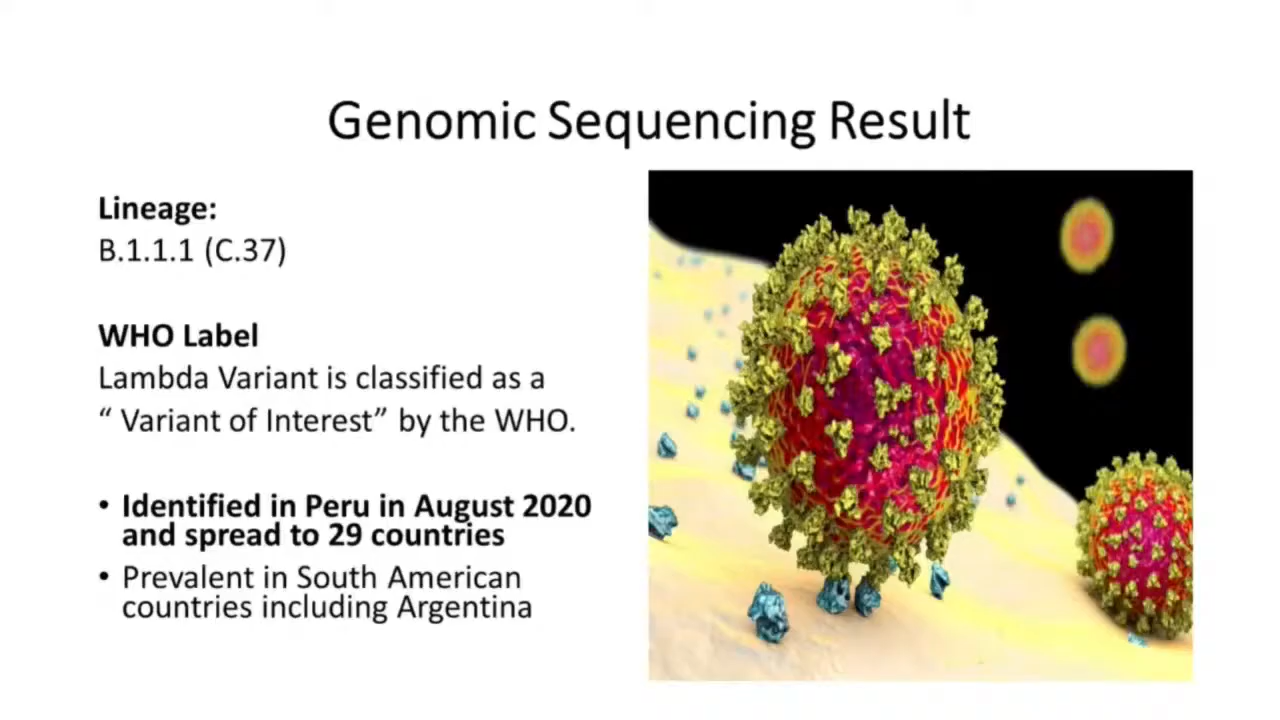 Genomic Sequencing Result
Lineage:
B.1.1.1 (C.37)
WHO Label
Lambda Variant is classified as a
“ Variant of Interest” by the WHO.
• Identified in Peru in August 2020
and spread to 29 countries
• Prevalent in South American
countries including Argentina